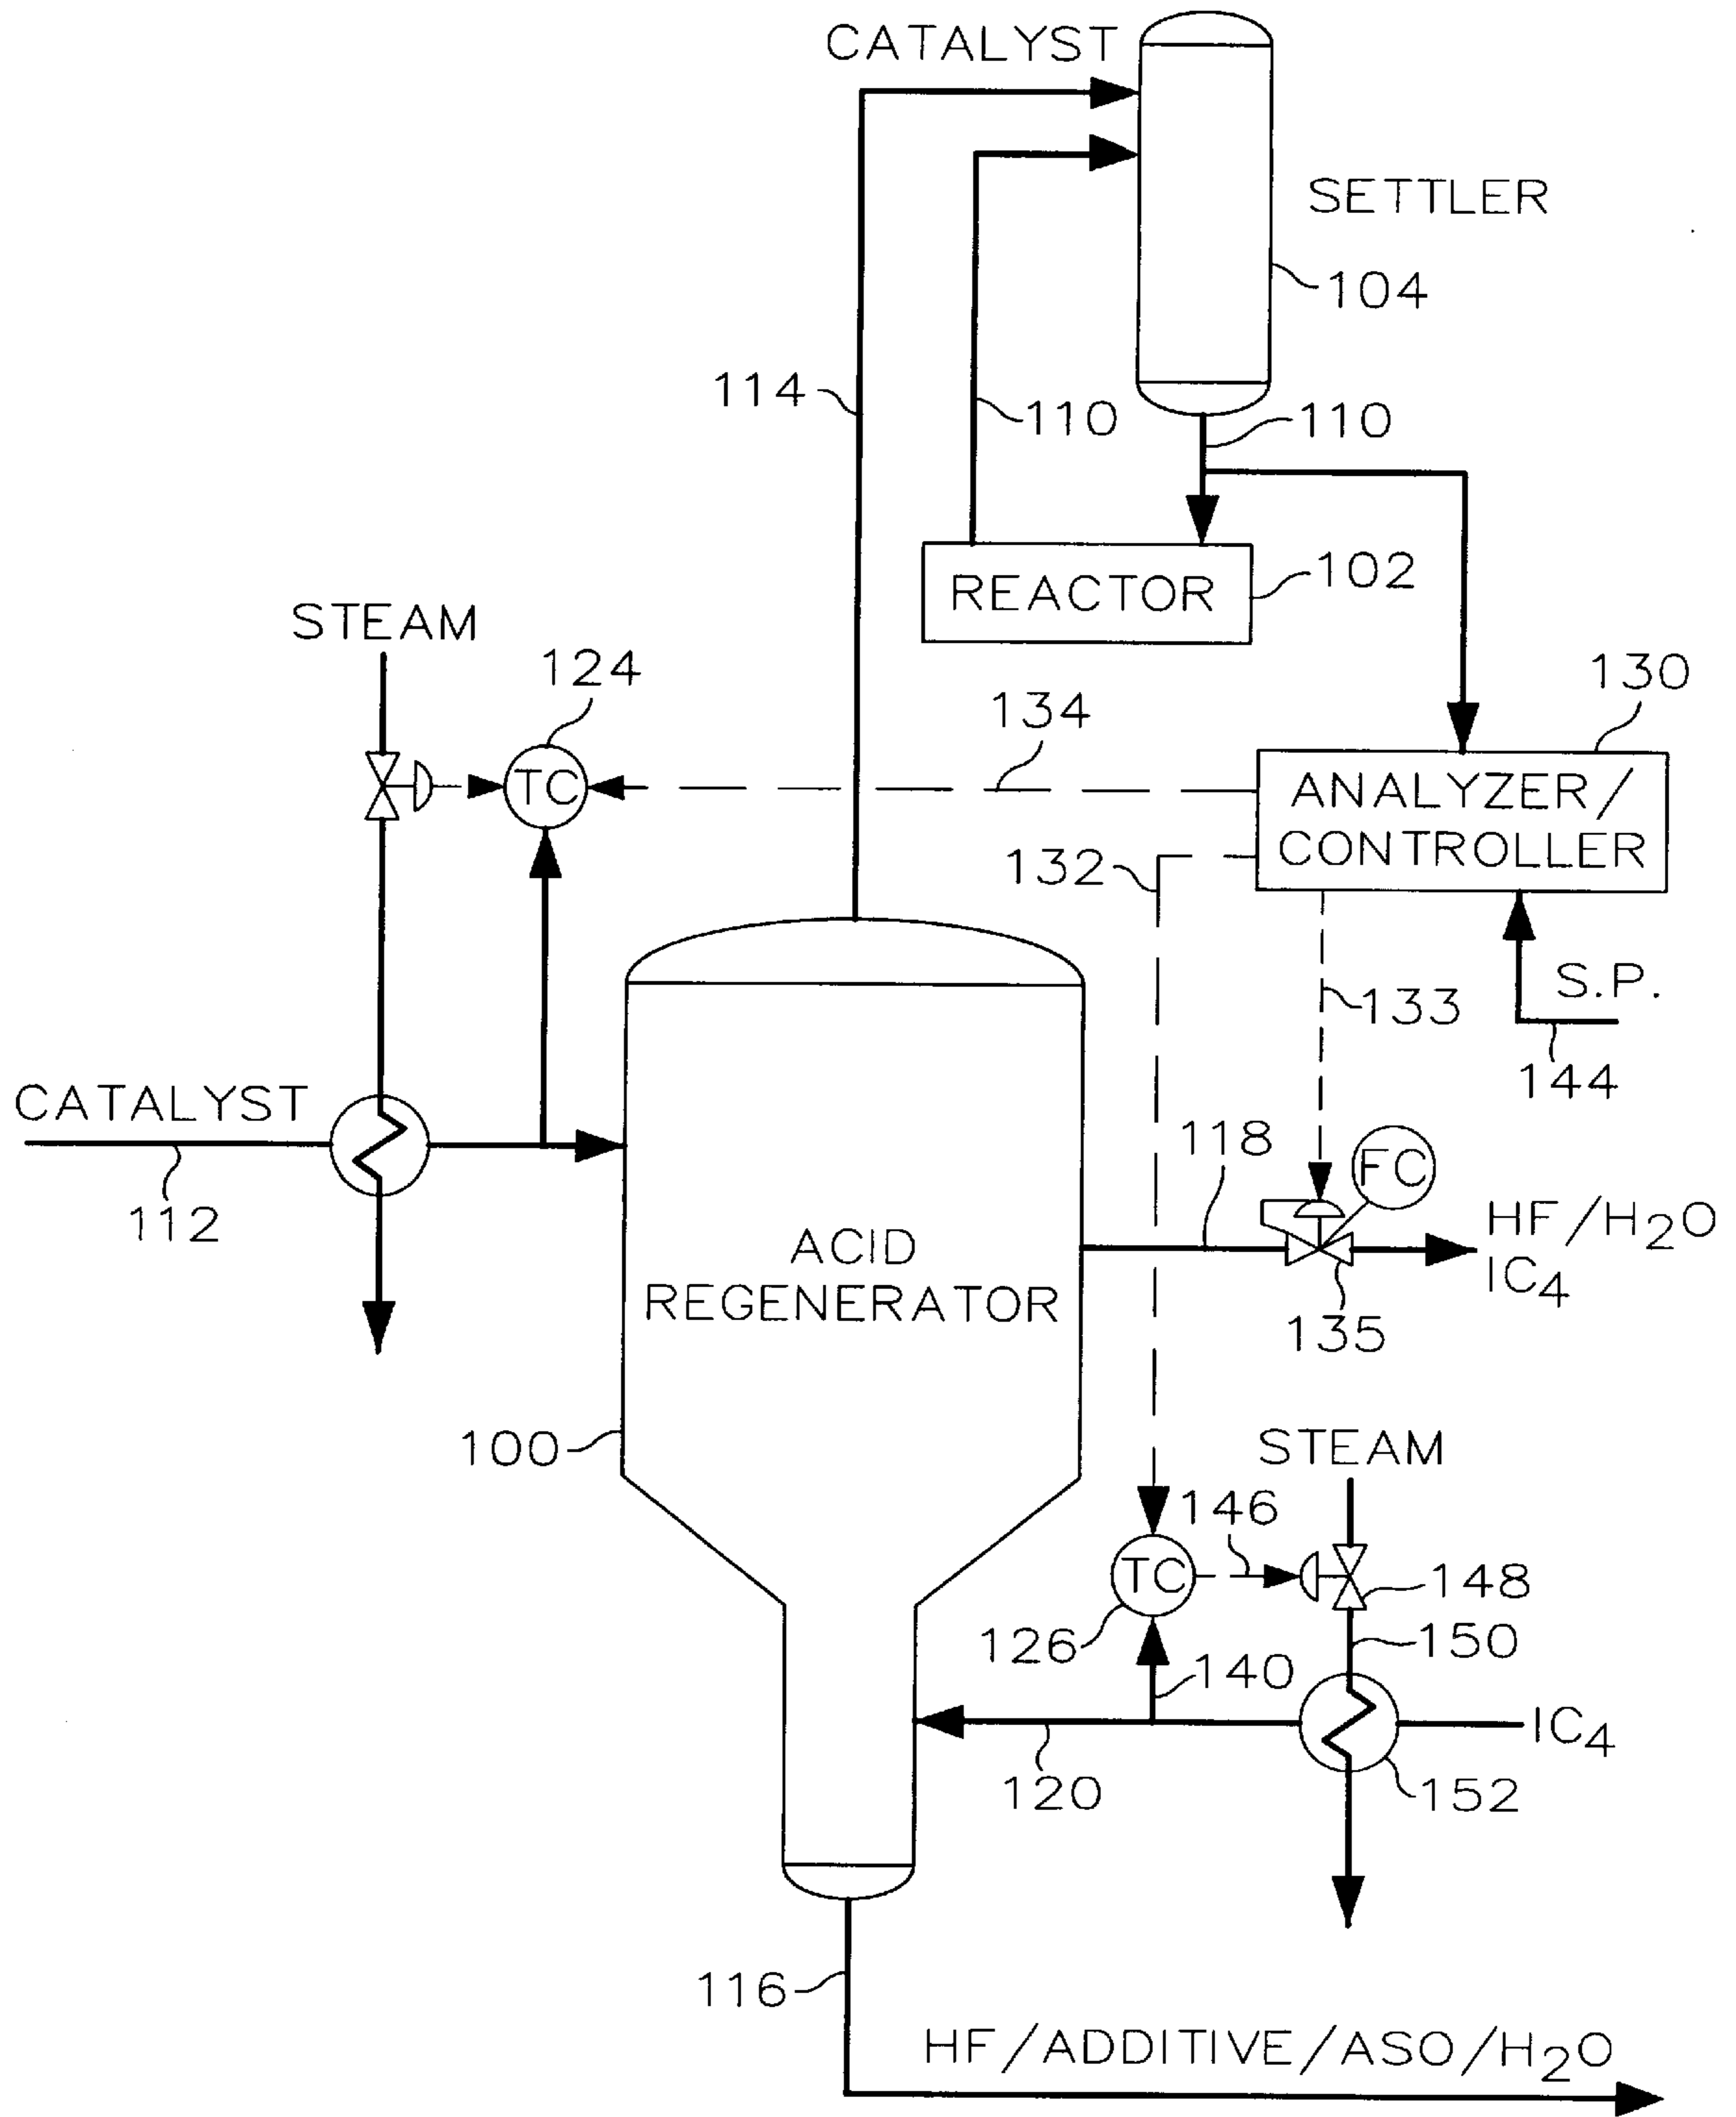 CATALYST
SETTLER
104
114
110
110
REACTOR
102
STEAM
124
134
130
TC
ANALYZER/
CONTROLLER
132
S.P.
133
144
CATALYST
112
118
FC
HF/H2O
IC4
135
ACID
REGENERATOR
100
STEAM
146
TC
148
126
150
140
IC4
120
152
116
HF/ADDITIVE/ASO/H2O